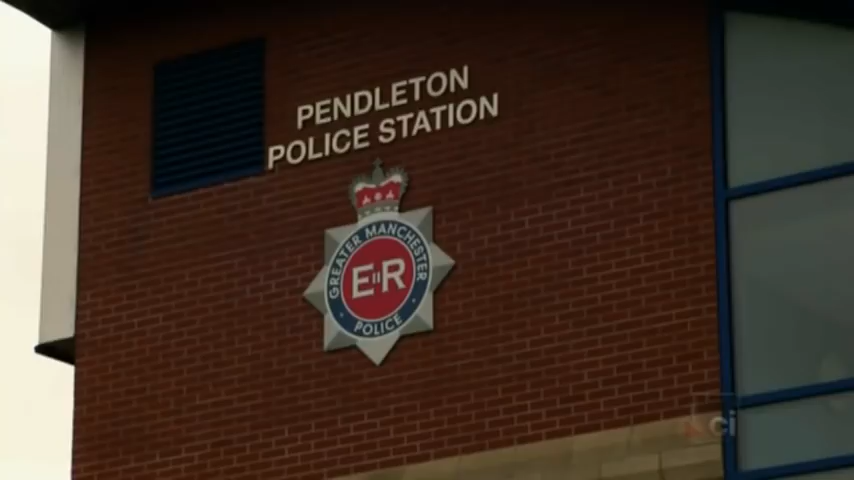 PENDLETON
POLICE STATION
GREATER MANCHESTER
EIIR
POLICE
ci